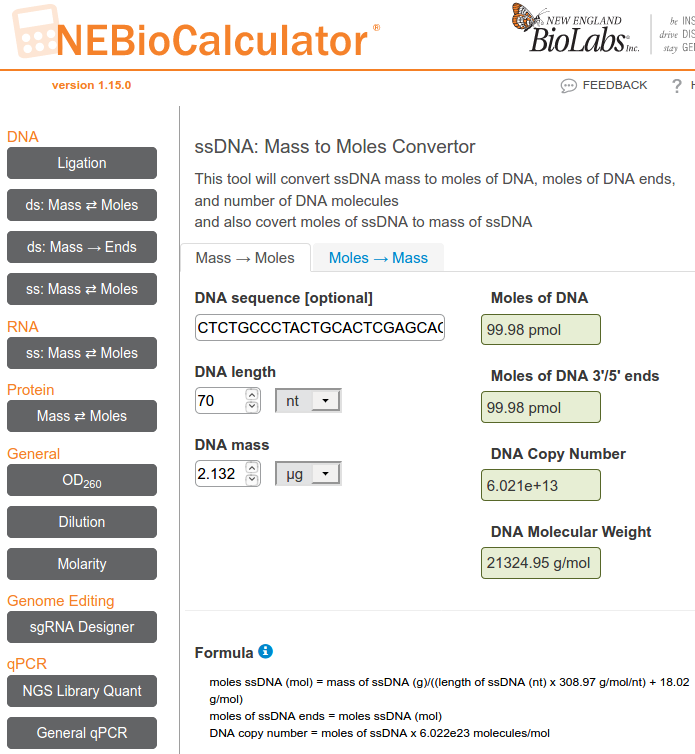 NEBioCalculator®
NEW ENGLAND
BioLabs Inc.
be INS
drive DIS
stay GE
version 1.15.0
FEEDBACK
? H
DNA
Ligation
ds: Mass ⇄ Moles
ds: Mass → Ends
ss: Mass ⇄ Moles
RNA
ss: Mass ⇄ Moles
Protein
Mass ⇄ Moles
General
OD260
Dilution
Molarity
Genome Editing
sgRNA Designer
qPCR
NGS Library Quant
General qPCR
ssDNA: Mass to Moles Convertor
This tool will convert ssDNA mass to moles of DNA, moles of DNA ends,
and number of DNA molecules
and also covert moles of ssDNA to mass of ssDNA
Mass → Moles
Moles → Mass
DNA sequence [optional]
CTCTGCCCTACTGCACTCGAGCAC
DNA length
70
nt
DNA mass
2.132
µg
Moles of DNA
99.98 pmol
Moles of DNA 3'/5' ends
99.98 pmol
DNA Copy Number
6.021e+13
DNA Molecular Weight
21324.95 g/mol
Formula i
moles ssDNA (mol) = mass of ssDNA (g)/((length of ssDNA (nt) x 308.97 g/mol/nt) + 18.02
g/mol)
moles of ssDNA ends = moles ssDNA (mol)
DNA copy number = moles of ssDNA x 6.022e23 molecules/mol